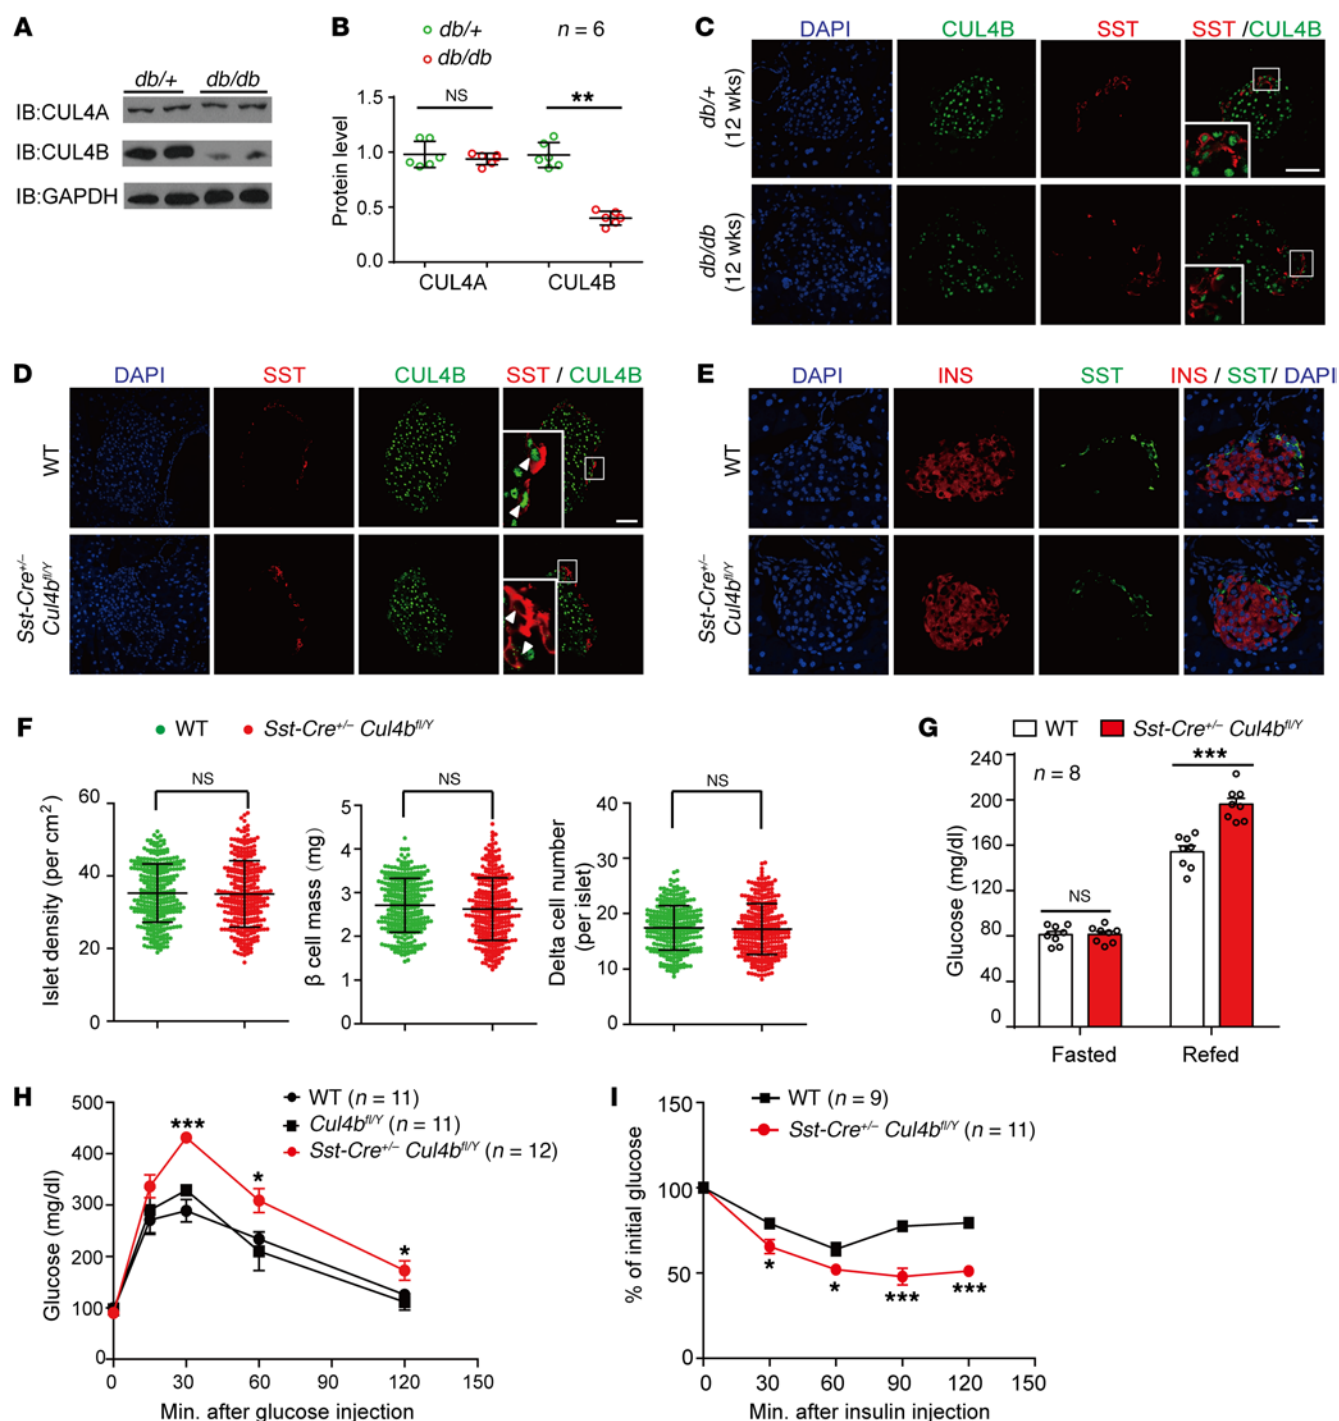 A
db/+ db/db
IB:CUL4A
IB:CUL4B
IB:GAPDH
B
db/+ n = 6
db/db
NS **
Protein level
1.5
1.0
0.5
0.0
CUL4A CUL4B
C
DAPI CUL4B SST SST /CUL4B
db/+
(12 wks)
db/db
(12 wks)
D
DAPI SST CUL4B SST / CUL4B
WT
Sst-Cre+/–
Cul4bfl/Y
E
DAPI INS SST INS / SST/ DAPI
WT
Sst-Cre+/–
Cul4bfl/Y
F
WT Sst-Cre+/– Cul4bfl/Y
NS
Islet density (per cm2)
60
40
20
0
NS
β cell mass (mg)
5
4
3
2
1
0
NS
Delta cell number
(per islet)
40
30
20
10
0
G
WT Sst-Cre+/– Cul4bfl/Y
n = 8
NS ***
Glucose (mg/dl)
240
200
160
120
80
40
0
Fasted Refed
H
WT (n = 11)
Cul4bfl/Y (n = 11)
Sst-Cre+/– Cul4bfl/Y (n = 12)
*** * *
Glucose (mg/dl)
500
400
300
200
100
0
0 30 60 90 120 150
Min. after glucose injection
I
WT (n = 9)
Sst-Cre+/– Cul4bfl/Y (n = 11)
% of initial glucose
150
100
50
0
* * *** ***
0 30 60 90 120 150
Min. after insulin injection